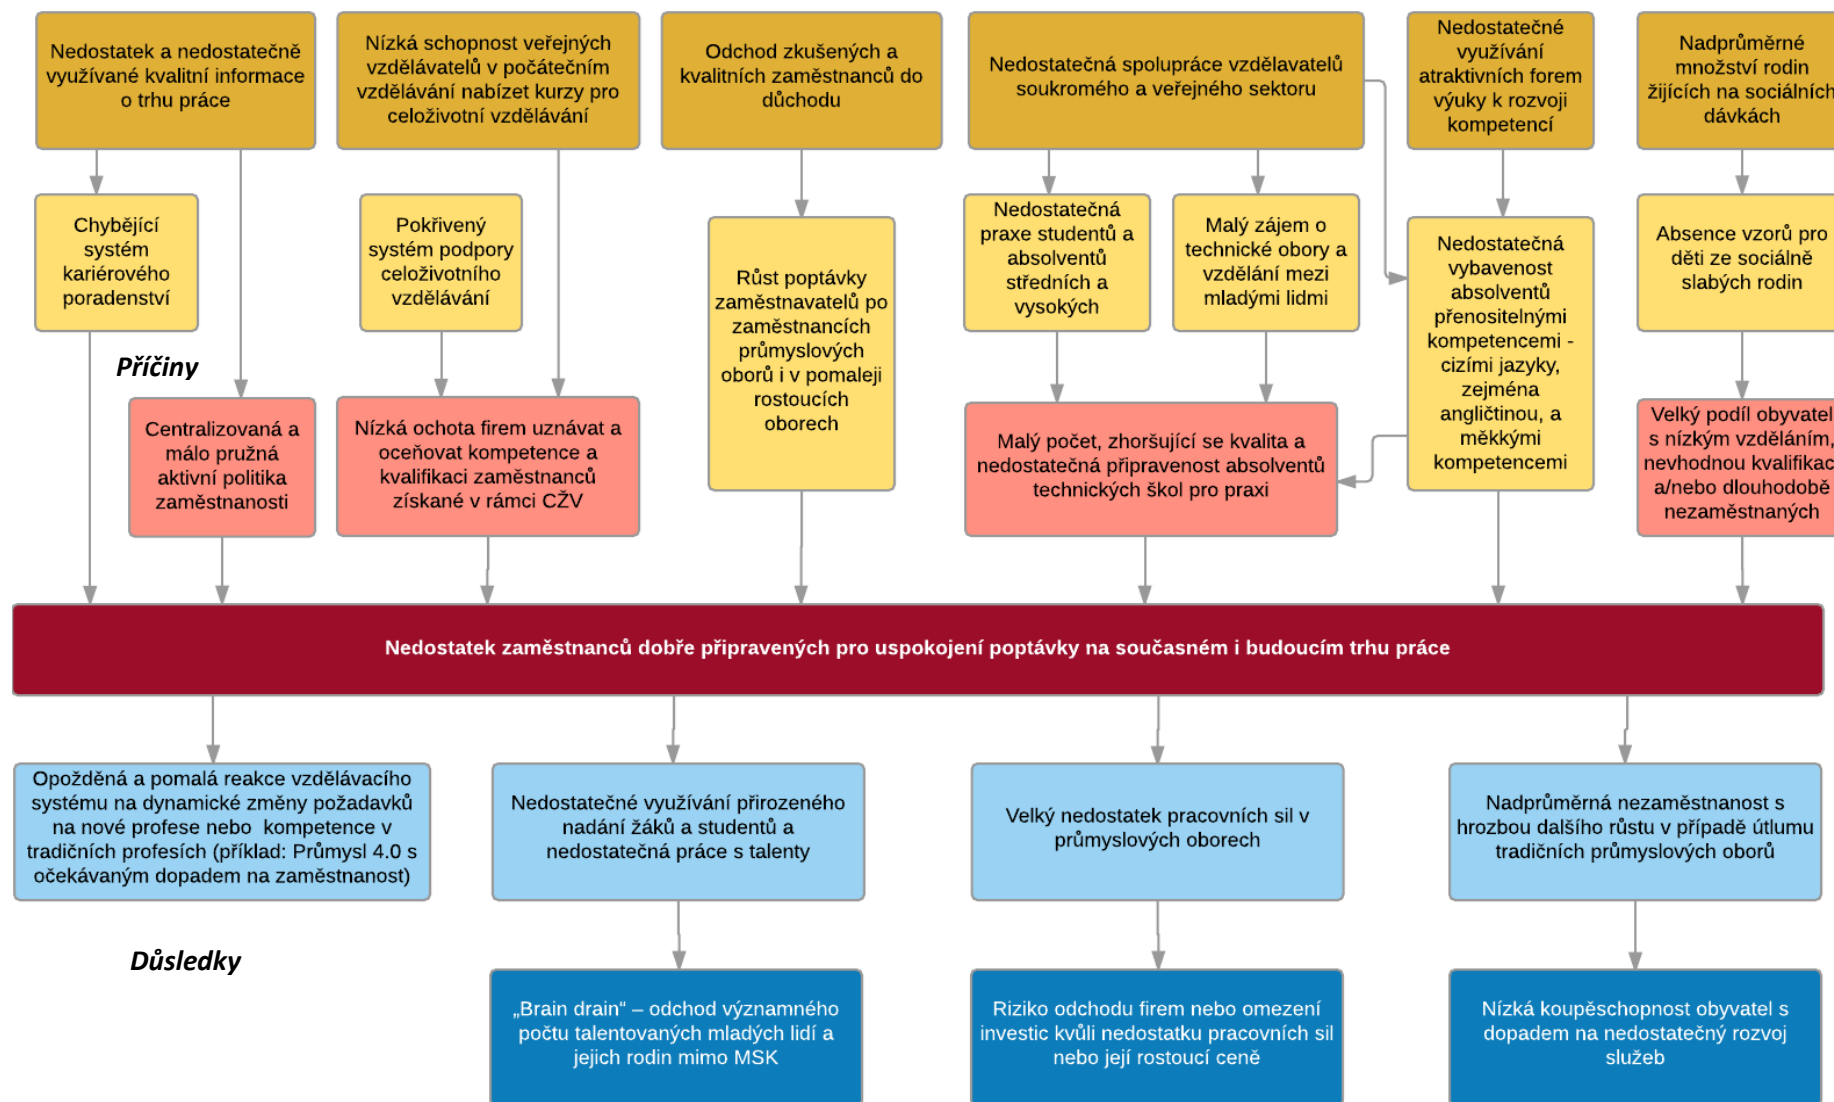 Nedostatek a nedostatečně
využívané kvalitní informace
o trhu práce
Nízká schopnost veřejných
vzdělávatelů v počátečním
vzdělávání nabízet kurzy pro
celoživotní vzdělávání
Odchod zkušených a
kvalitních zaměstnanců do
důchodu
Nedostatečná spolupráce vzdělavatelů
soukromého a veřejného sektoru
Nedostatečné
využívání
atraktivních forem
výuky k rozvoji
kompetencí
Nadprůměrné
množství rodin
žijících na sociálních
dávkách
Chybějící
systém
kariérového
poradenství
Pokřivený
systém podpory
celoživotního
vzdělávání
Růst poptávky
zaměstnavatelů po
zaměstnancích
průmyslových
oborů i v pomaleji
rostoucích
oborech
Nedostatečná
praxe studentů a
absolventů
středních a
vysokých
Malý zájem o
technické obory a
vzdělání mezi
mladými lidmi
Nedostatečná
vybavenost
absolventů
přenositelnými
kompetencemi -
cizími jazyky,
zejména
angličtinou, a
měkkými
kompetencemi
Absence vzorů pro
děti ze sociálně
slabých rodin
Příčiny
Centralizovaná a
málo pružná
aktivní politika
zaměstnanosti
Nízká ochota firem uznávat a
oceňovat kompetence a
kvalifikaci zaměstnanců
získané v rámci CŽV
Malý počet, zhoršující se kvalita a
nedostatečná připravenost absolventů
technických škol pro praxi
Velký podíl obyvatel
s nízkým vzděláním,
nevhodnou kvalifikac
a/nebo dlouhodobě
nezaměstnaných
Nedostatek zaměstnanců dobře připravených pro uspokojení poptávky na současném i budoucím trhu práce
Opožděná a pomalá reakce vzdělávacího
systému na dynamické změny požadavků
na nové profese nebo kompetence v
tradičních profesích (příklad: Průmysl 4.0 s
očekávaným dopadem na zaměstnanost)
Nedostatečné využívání přirozeného
nadání žáků a studentů a
nedostatečná práce s talenty
Velký nedostatek pracovních sil v
průmyslových oborech
Nadprůměrná nezaměstnanost s
hrozbou dalšího růstu v případě útlumu
tradičních průmyslových oborů
Důsledky
„Brain drain“ – odchod významného
počtu talentovaných mladých lidí a
jejich rodin mimo MSK
Riziko odchodu firem nebo omezení
investic kvůli nedostatku pracovních sil
nebo její rostoucí ceně
Nízká koupěschopnost obyvatel s
dopadem na nedostatečný rozvoj
služeb